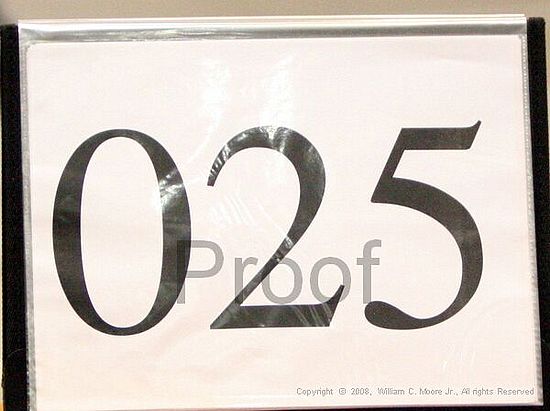 025
Proof
Copyright © 2008, William C. Moore Jr., All rights Reserved